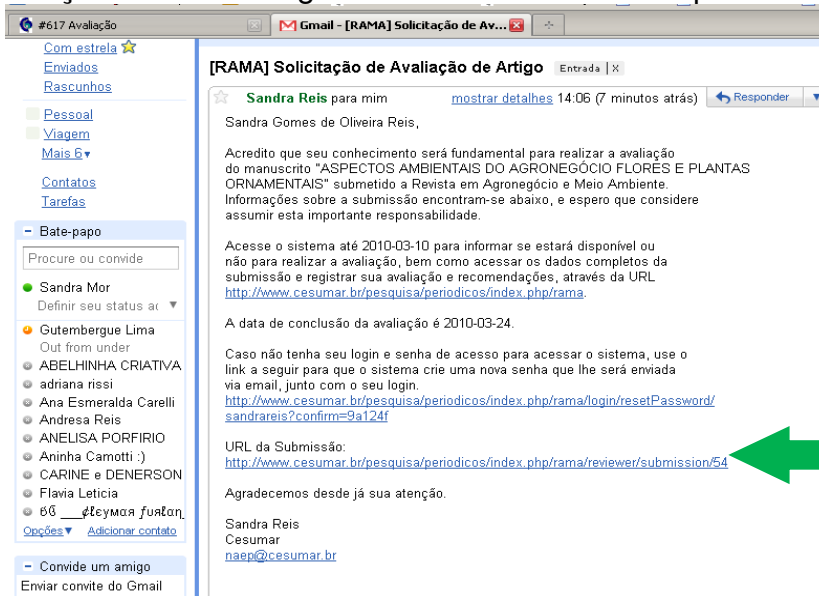 #617 Avaliação
Gmail - [RAMA] Solicitação de Av...
Com estrela
Enviados
Rascunhos
Pessoal
Viagem
Mais 6▾
Contatos
Tarefas
− Bate-papo
Procure ou convide
Sandra Mor
Definir seu status ac ▼
Gutembergue Lima
Out from under
ABELHINHA CRIATIVA
adriana rissi
Ana Esmeralda Carelli
Andresa Reis
ANELISA PORFIRIO
Aninha Camotti :)
CARINE e DENERSON
Flavia Leticia
Opções▼ Adicionar contato
− Convide um amigo
Enviar convite do Gmail
[RAMA] Solicitação de Avaliação de Artigo Entrada | X
Sandra Reis para mim mostrar detalhes 14:06 (7 minutos atrás) Responder
Sandra Gomes de Oliveira Reis,
Acredito que seu conhecimento será fundamental para realizar a avaliação
do manuscrito "ASPECTOS AMBIENTAIS DO AGRONEGÓCIO FLORES E PLANTAS
ORNAMENTAIS" submetido a Revista em Agronegócio e Meio Ambiente.
Informações sobre a submissão encontram-se abaixo, e espero que considere
assumir esta importante responsabilidade.
Acesse o sistema até 2010-03-10 para informar se estará disponível ou
não para realizar a avaliação, bem como acessar os dados completos da
submissão e registrar sua avaliação e recomendações, através da URL
http://www.cesumar.br/pesquisa/periodicos/index.php/rama.
A data de conclusão da avaliação é 2010-03-24.
Caso não tenha seu login e senha de acesso para acessar o sistema, use o
link a seguir para que o sistema crie uma nova senha que lhe será enviada
via email, junto com o seu login.
http://www.cesumar.br/pesquisa/periodicos/index.php/rama/login/resetPassword/
sandrareis?confirm=9a124f
URL da Submissão:
http://www.cesumar.br/pesquisa/periodicos/index.php/rama/reviewer/submission/54
Agradecemos desde já sua atenção.
Sandra Reis
Cesumar
naep@cesumar.br